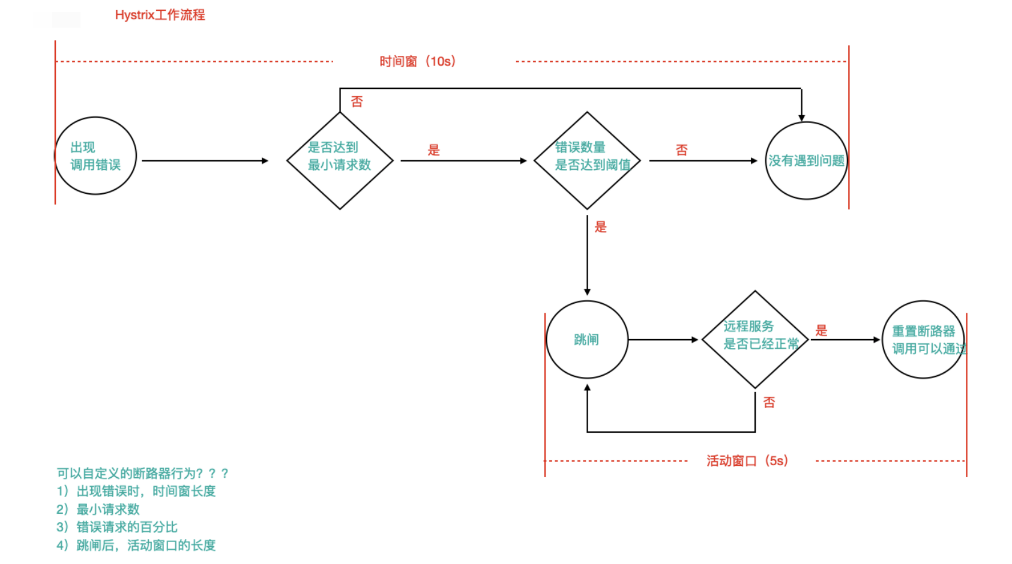 Hystrix工作流程
时间窗（10s）
否
出现
调用错误
是否达到
最小请求数
是
错误数量
是否达到阈值
否
没有遇到问题
是
跳闸
远程服务
是否已经正常
是
重置断路器
调用可以通过
否
活动窗口（5s）
可以自定义的断路器行为？？？
1）出现错误时，时间窗长度
2）最小请求数
3）错误请求的百分比
4）跳闸后，活动窗口的长度